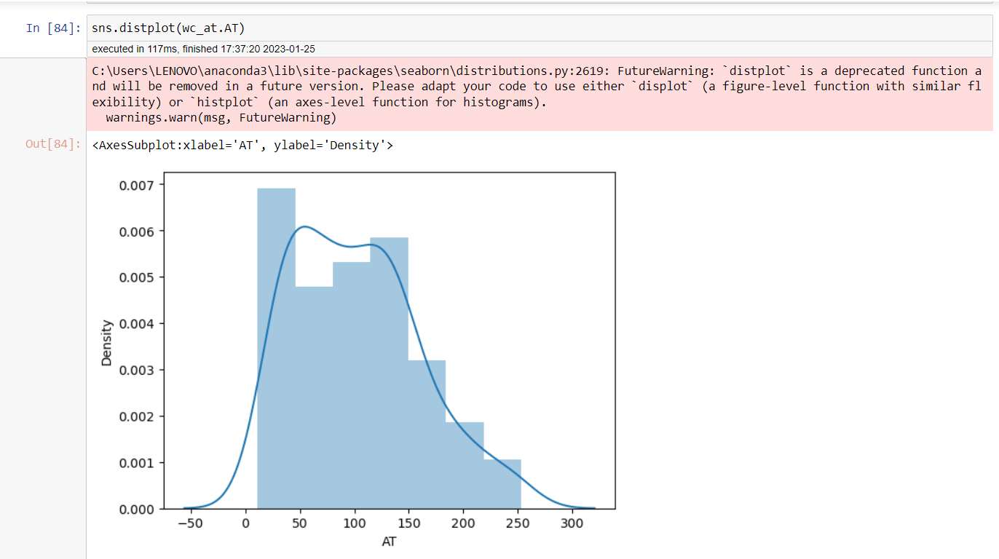 In [84]: sns.distplot(wc_at.AT)
executed in 117ms, finished 17:37:20 2023-01-25
C:\Users\LENOVO\anaconda3\lib\site-packages\seaborn\distributions.py:2619: FutureWarning: `distplot` is a deprecated function a
nd will be removed in a future version. Please adapt your code to use either `displot` (a figure-level function with similar fl
exibility) or `histplot` (an axes-level function for histograms).
  warnings.warn(msg, FutureWarning)
Out[84]: <AxesSubplot:xlabel='AT', ylabel='Density'>
0.007
0.006
0.005
0.004
0.003
0.002
0.001
0.000
Density
−50 0 50 100 150 200 250 300
AT